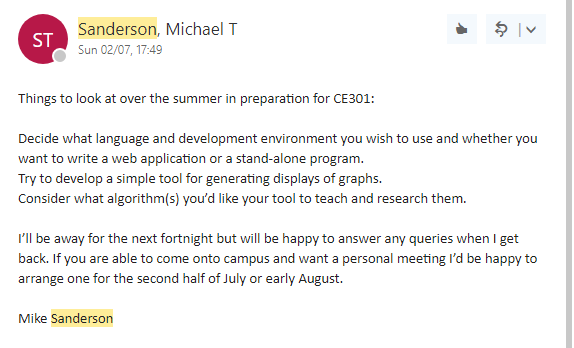 ST
Sanderson, Michael T
Sun 02/07, 17:49
Things to look at over the summer in preparation for CE301:
Decide what language and development environment you wish to use and whether you
want to write a web application or a stand-alone program.
Try to develop a simple tool for generating displays of graphs.
Consider what algorithm(s) you’d like your tool to teach and research them.
I’ll be away for the next fortnight but will be happy to answer any queries when I get
back. If you are able to come onto campus and want a personal meeting I’d be happy to
arrange one for the second half of July or early August.
Mike Sanderson